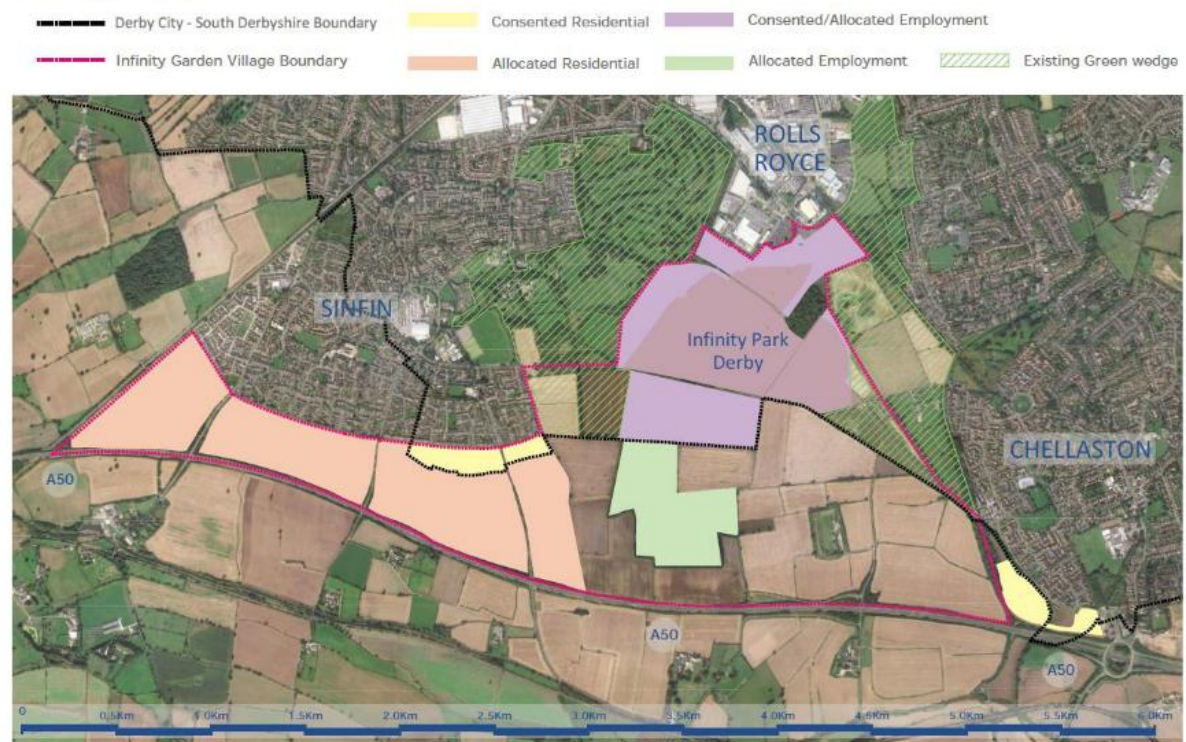 Derby City - South Derbyshire Boundary
Consented Residential
Consented/Allocated Employment
Infinity Garden Village Boundary
Allocated Residential
Allocated Employment
Existing Green wedge
ROLLS
ROYCE
SINFIN
Infinity Park
Derby
CHELLASTON
A50
A50
A50
0 0.5Km 1.0Km 1.5Km 2.0Km 2.5Km 3.0Km 3.5Km 4.0Km 4.5Km 5.0Km 5.5Km 6.0Km